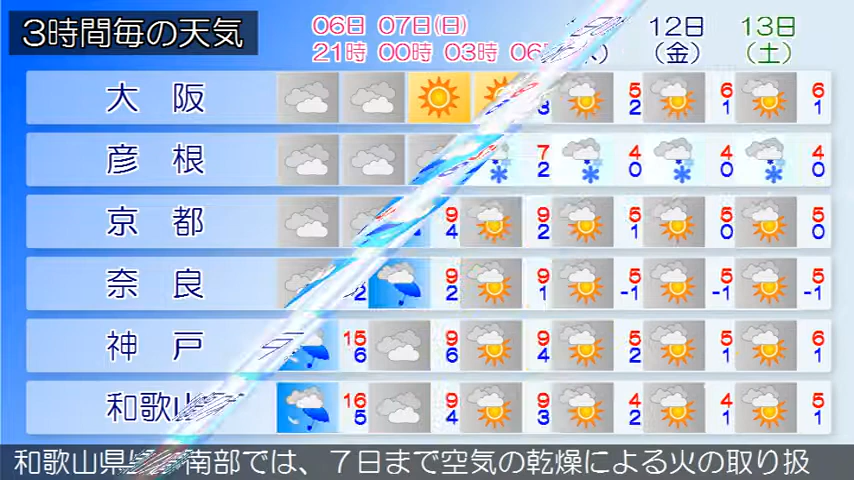 3時間毎の天気
06日 07日(日) 12日 13日
21時 00時 03時 (金) (土)
大阪 3 5 2 6 1 6 1
彦根 7 2 4 0 4 0 4 0
京都 9 4 9 2 5 1 5 0 5 0
奈良 2 9 2 9 1 5 -1 5 -1 5 -1
神戸 15 6 9 6 9 4 5 2 5 1 6 1
和歌山 16 5 9 4 9 3 4 2 4 1 5 1
和歌山県 南部では、7日まで空気の乾燥による火の取り扱